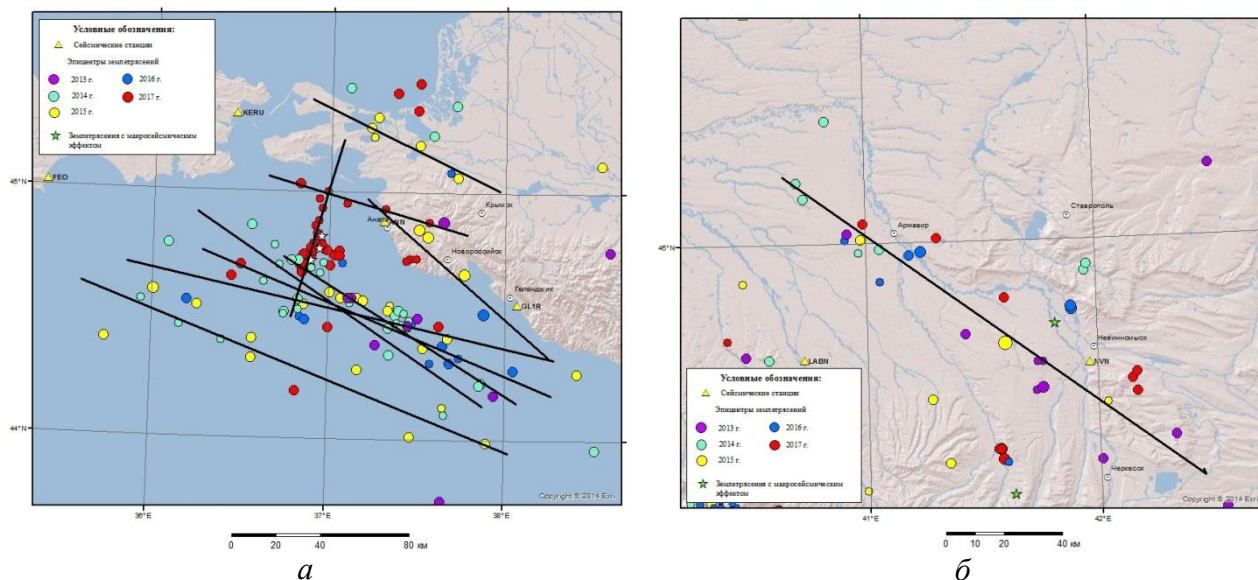 Условные обозначения:
Сейсмические станции
Эпицентры землетрясений
2013 г.
2016 г.
2014 г.
2017 г.
2015 г.
Землетрясения с макросейсмическим
эффектом
KERU
FEO
45°N
Крымск
Новороссийск
Геленджик
GL1R
44°N
Copyright © 2014 Esri
36°E
37°E
38°E
0 20 40 80 км
а
Ставрополь
Армавир
45°N
Невинномысск
LABN
NVN
Условные обозначения:
Сейсмические станции
Эпицентры землетрясений
2013 г.
2016 г.
2014 г.
2017 г.
2015 г.
Землетрясения с макросейсмическим
эффектом
Черкесск
Copyright © 2014 Esri
41°E
42°E
0 10 20 40 км
б